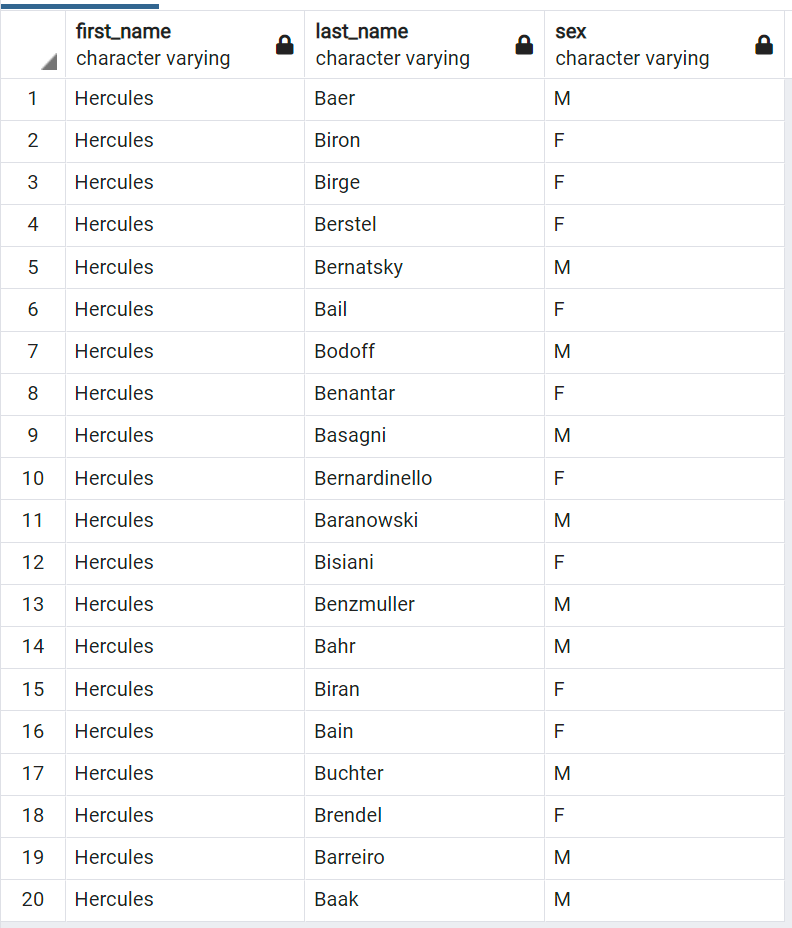 first_name last_name sex
character varying character varying character varying
1 Hercules Baer M
2 Hercules Biron F
3 Hercules Birge F
4 Hercules Berstel F
5 Hercules Bernatsky M
6 Hercules Bail F
7 Hercules Bodoff M
8 Hercules Benantar F
9 Hercules Basagni M
10 Hercules Bernardinello F
11 Hercules Baranowski M
12 Hercules Bisiani F
13 Hercules Benzmuller M
14 Hercules Bahr M
15 Hercules Biran F
16 Hercules Bain F
17 Hercules Buchter M
18 Hercules Brendel F
19 Hercules Barreiro M
20 Hercules Baak M